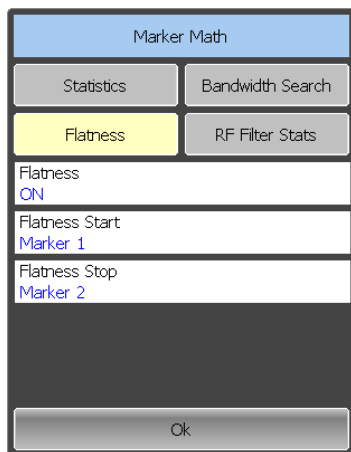 Marker Math
Statistics
Bandwidth Search
Flatness
RF Filter Stats
Flatness
ON
Flatness Start
Marker 1
Flatness Stop
Marker 2
Ok